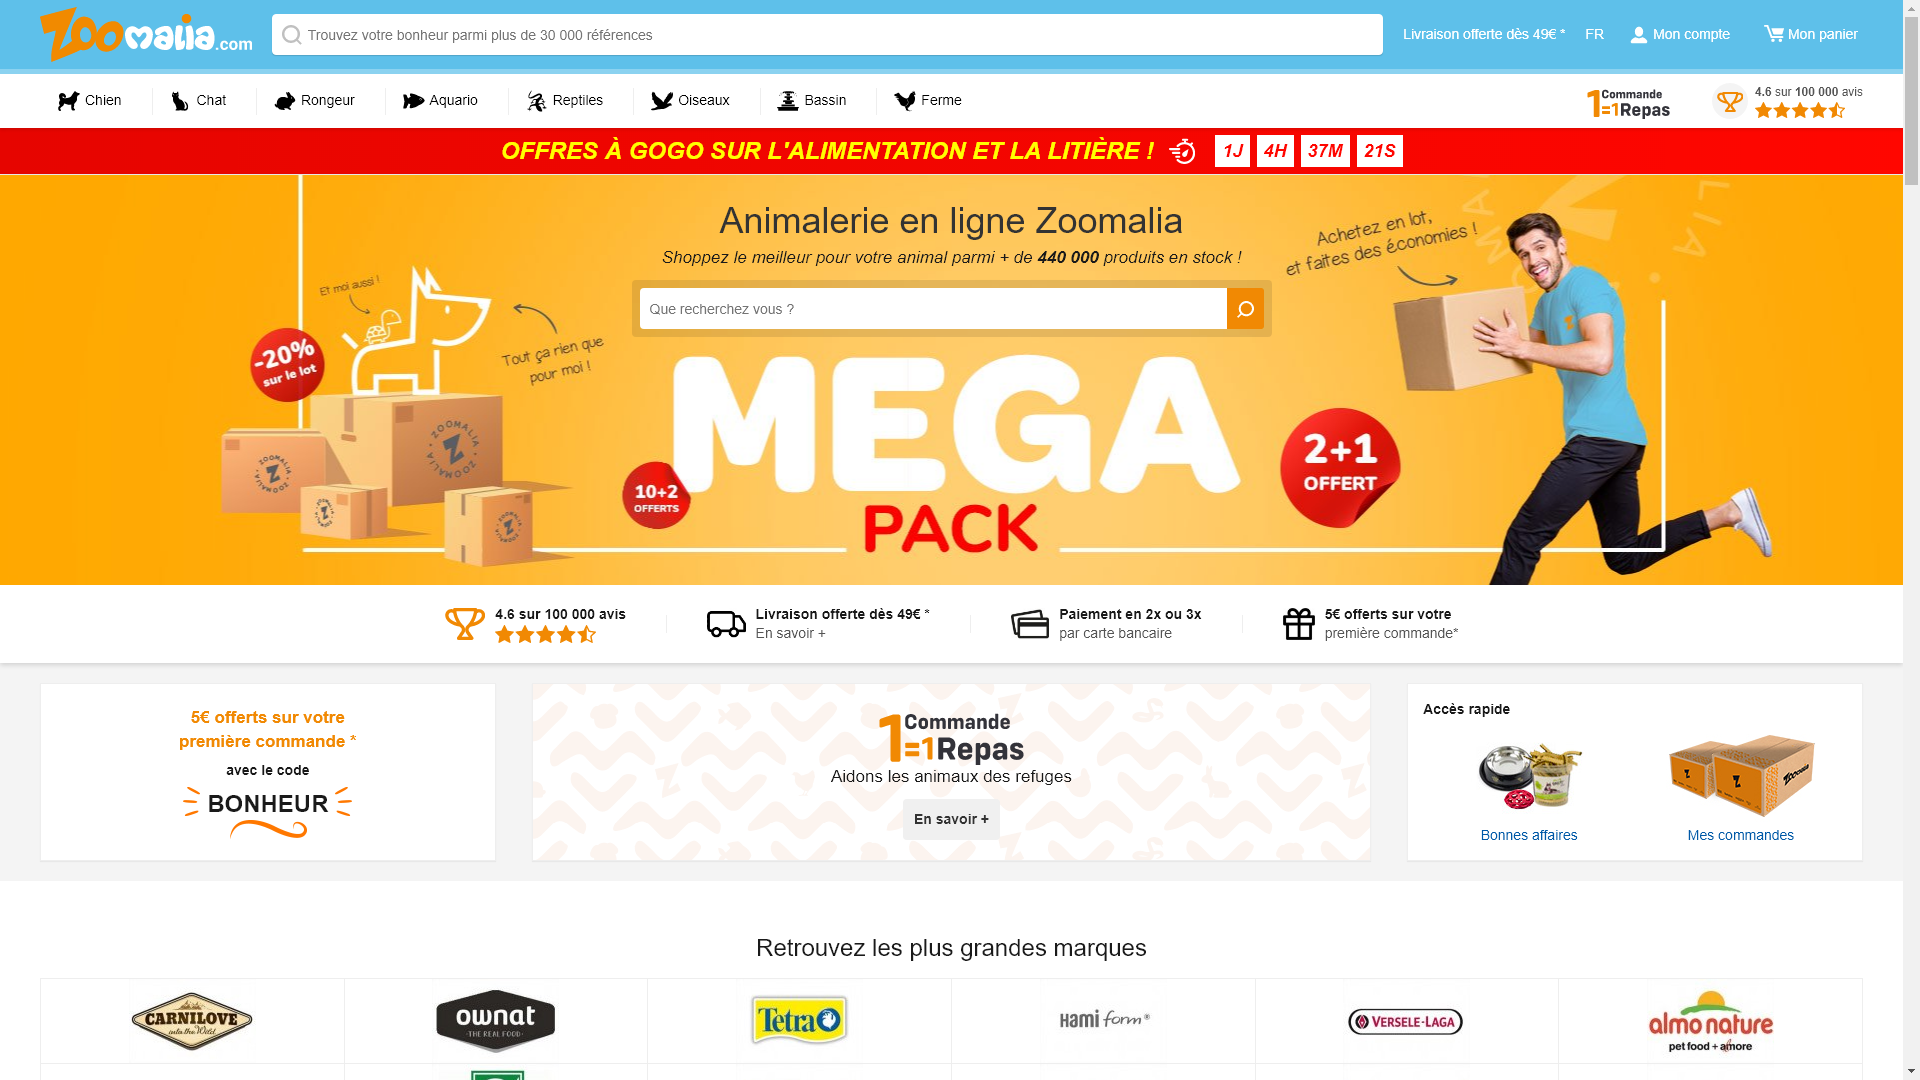 Zoomalia.com
Trouvez votre bonheur parmi plus de 30 000 références
Livraison offerte dès 49€ *
FR
Mon compte
Mon panier
Chien
Chat
Rongeur
Aquario
Reptiles
Oiseaux
Bassin
Ferme
1 Commande
=1 Repas
4.6 sur 100 000 avis
OFFRES À GOGO SUR L'ALIMENTATION ET LA LITIÈRE !
1J 4H 37M 21S
Animalerie en ligne Zoomalia
Shoppez le meilleur pour votre animal parmi + de 440 000 produits en stock !
Que recherchez vous ?
Achetez en lot,
et faites des économies !
Et moi aussi !
Tout ça rien que
pour moi !
-20%
sur le lot
ZOOMALIA
ZOOMALIA
ZOOMALIA
ZOOMALIA
MEGA
PACK
10+2
OFFERTS
2+1
OFFERT
4.6 sur 100 000 avis
Livraison offerte dès 49€ *
En savoir +
Paiement en 2x ou 3x
par carte bancaire
5€ offerts sur votre
première commande*
5€ offerts sur votre
première commande *
avec le code
BONHEUR
1 Commande
=1 Repas
Aidons les animaux des refuges
En savoir +
Accès rapide
ZOOMALIA
Bonnes affaires
Mes commandes
Retrouvez les plus grandes marques
CARNILOVE
into the Wild
ownat
·THE REAL FOOD·
Tetra
Hami form®
VERSELE-LAGA
almo nature
pet food + amore